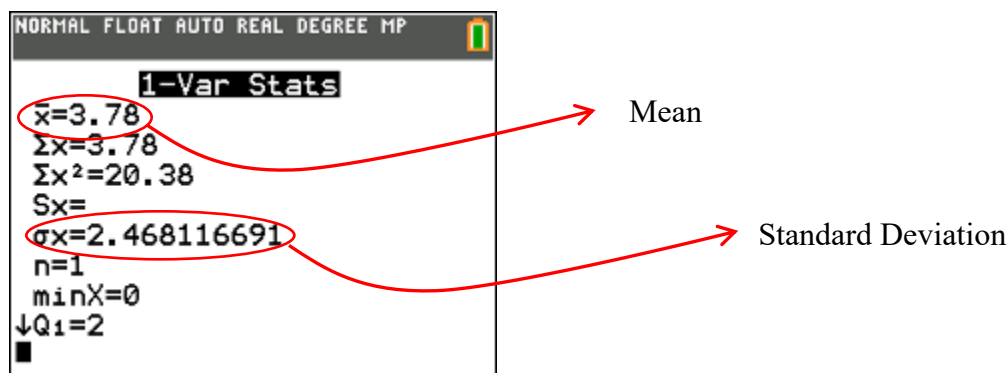 NORMAL FLOAT AUTO REAL DEGREE MP
1-Var Stats
x̄=3.78
Σx=3.78
Σx²=20.38
Sx=
σx=2.468116691
n=1
minX=0
↓Q₁=2
Mean
Standard Deviation